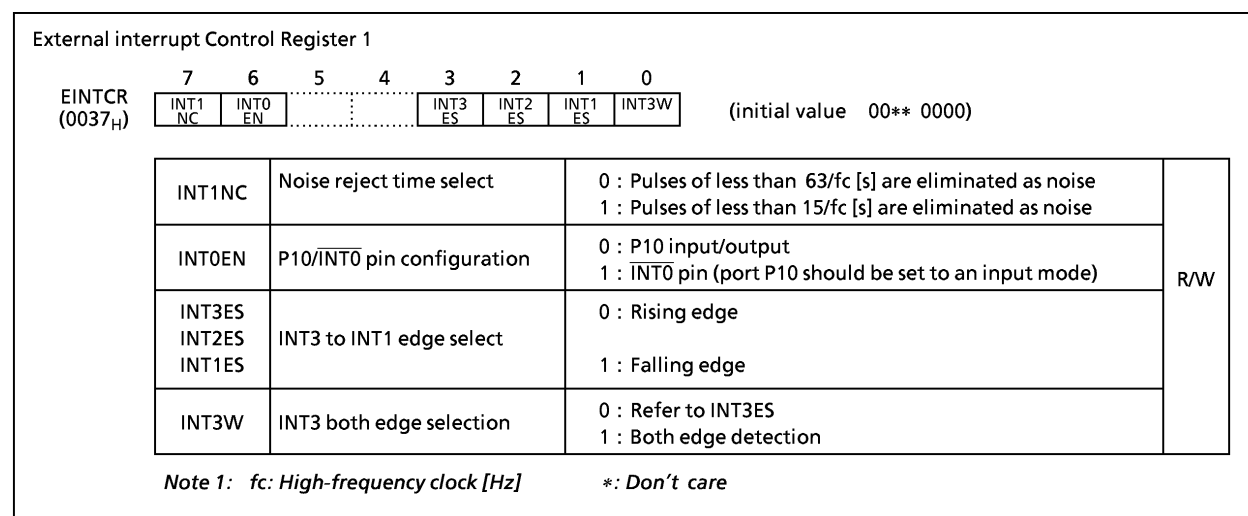 External interrupt Control Register 1
7 6 5 4 3 2 1 0
EINTCR (0037H) INT1 NC INT0 EN INT3 ES INT2 ES INT1 ES INT3W (initial value 00** 0000)
INT1NC Noise reject time select 0 : Pulses of less than 63/fc [s] are eliminated as noise
1 : Pulses of less than 15/fc [s] are eliminated as noise
INT0EN P10/I̅N̅T̅0̅ pin configuration 0 : P10 input/output
1 : I̅N̅T̅0̅ pin (port P10 should be set to an input mode)
R/W
INT3ES 0 : Rising edge
INT2ES INT3 to INT1 edge select
INT1ES 1 : Falling edge
INT3W INT3 both edge selection 0 : Refer to INT3ES
1 : Both edge detection
Note 1: fc: High-frequency clock [Hz] *: Don't care